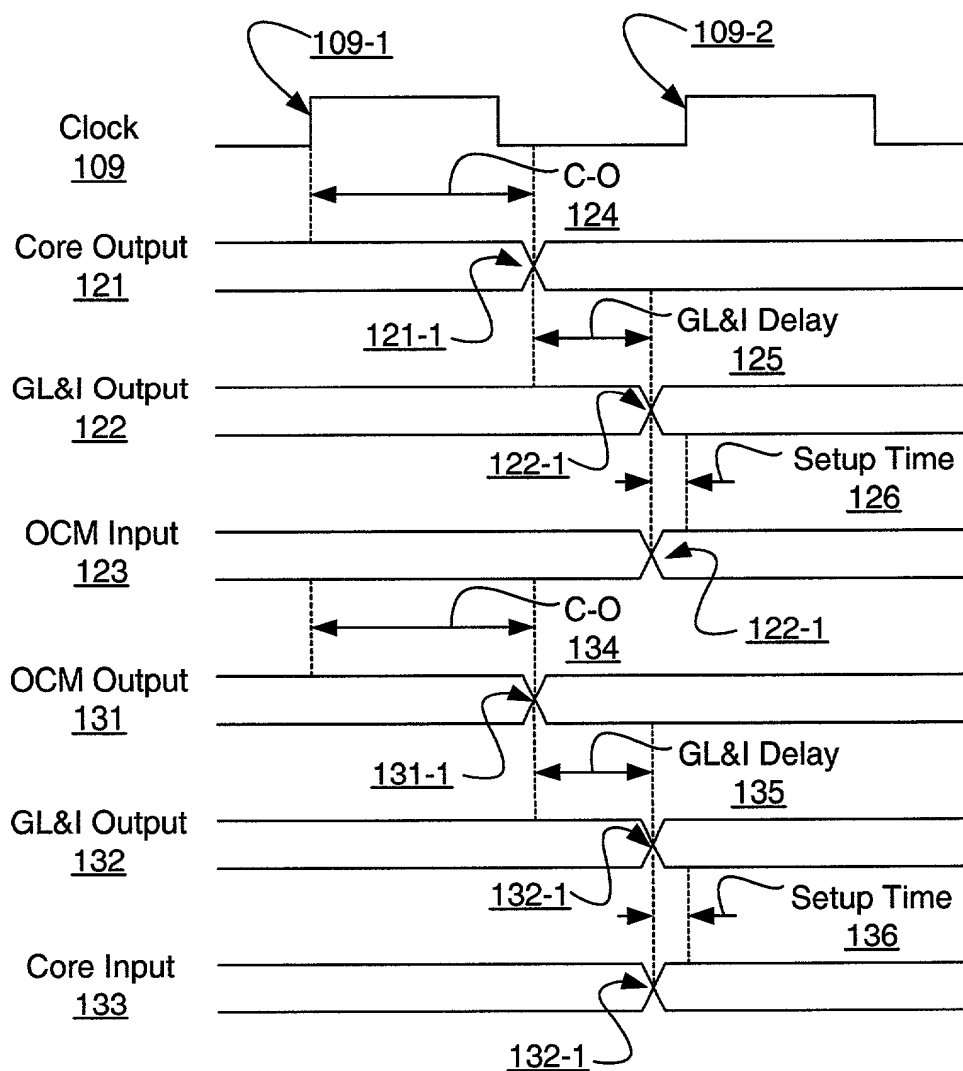 109-1
109-2
Clock
109
C-O
124
Core Output
121
121-1
GL&I Delay
125
GL&I Output
122
122-1
Setup Time
126
OCM Input
123
C-O
134
122-1
OCM Output
131
131-1
GL&I Delay
135
GL&I Output
132
132-1
Setup Time
136
Core Input
133
132-1